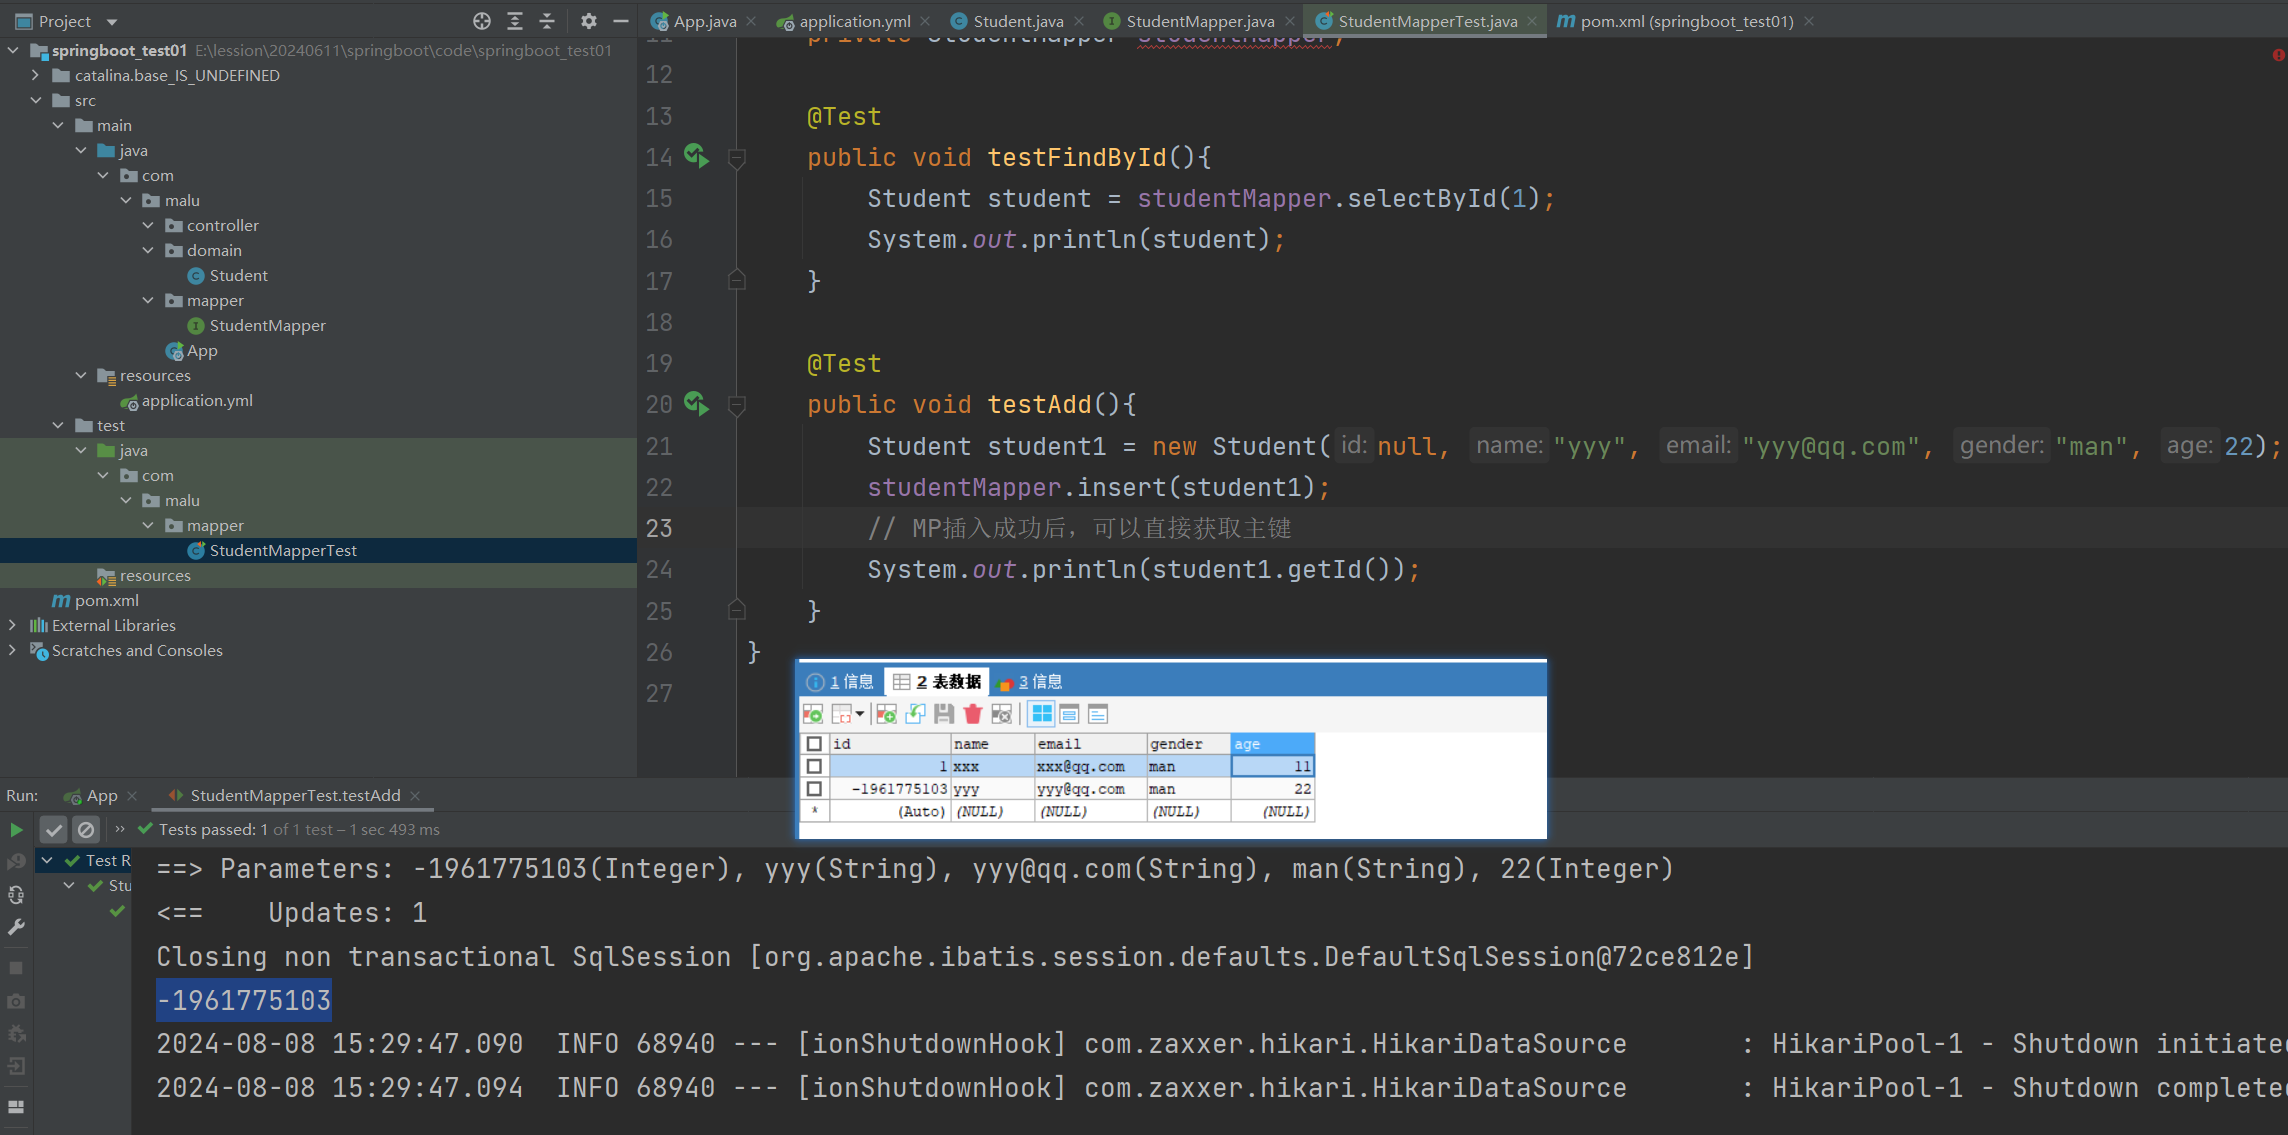 Project
App.java
application.yml
Student.java
StudentMapper.java
StudentMapperTest.java
pom.xml (springboot_test01)
springboot_test01 E:\lession\20240611\springboot\code\springboot_test01
catalina.base_IS_UNDEFINED
src
main
java
com
malu
controller
domain
Student
mapper
StudentMapper
App
resources
application.yml
test
java
com
malu
mapper
StudentMapperTest
resources
pom.xml
External Libraries
Scratches and Consoles
11 private StudentMapper studentMapper;
12
13 @Test
14 public void testFindById(){
15 Student student = studentMapper.selectById(1);
16 System.out.println(student);
17 }
18
19 @Test
20 public void testAdd(){
21 Student student1 = new Student( id: null, name: "yyy", email: "yyy@qq.com", gender: "man", age: 22);
22 studentMapper.insert(student1);
23 // MP插入成功后，可以直接获取主键
24 System.out.println(student1.getId());
25 }
26 }
27
1 信息 2 表数据 3 信息
id name email gender age
1 xxx xxx@qq.com man 11
-1961775103 yyy yyy@qq.com man 22
* (Auto) (NULL) (NULL) (NULL) (NULL)
Run: App StudentMapperTest.testAdd
Tests passed: 1 of 1 test – 1 sec 493 ms
Test R
Stu
==> Parameters: -1961775103(Integer), yyy(String), yyy@qq.com(String), man(String), 22(Integer)
<== Updates: 1
Closing non transactional SqlSession [org.apache.ibatis.session.defaults.DefaultSqlSession@72ce812e]
-1961775103
2024-08-08 15:29:47.090 INFO 68940 --- [ionShutdownHook] com.zaxxer.hikari.HikariDataSource : HikariPool-1 - Shutdown initiated
2024-08-08 15:29:47.094 INFO 68940 --- [ionShutdownHook] com.zaxxer.hikari.HikariDataSource : HikariPool-1 - Shutdown completed